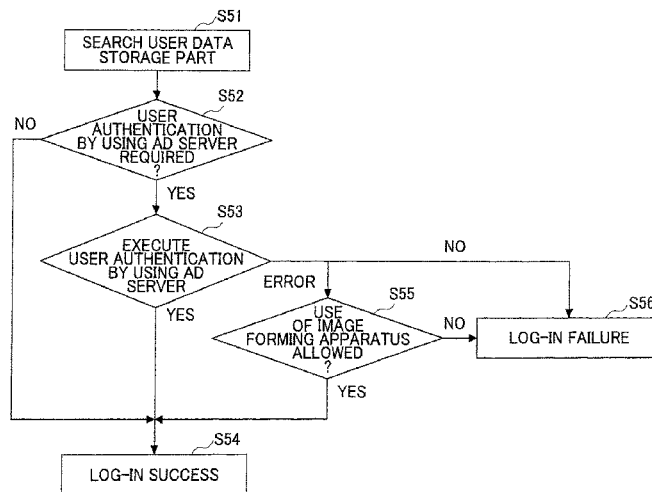 S51
SEARCH USER DATA
STORAGE PART
S52
NO
USER
AUTHENTICATION
BY USING AD SERVER
REQUIRED
?
YES
S53
EXECUTE
USER AUTHENTICATION
BY USING AD
SERVER
NO
ERROR
YES
S55
USE
OF IMAGE
FORMING APPARATUS
ALLOWED
?
NO
S56
LOG-IN FAILURE
YES
S54
LOG-IN SUCCESS